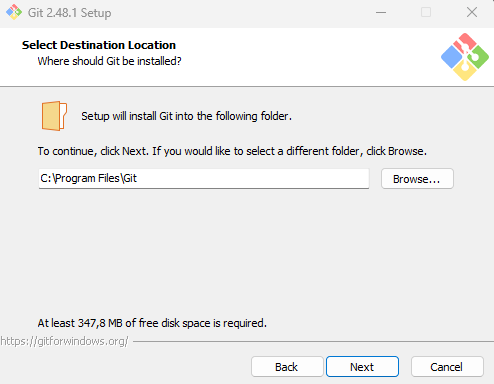 Git 2.48.1 Setup
Select Destination Location
Where should Git be installed?
Setup will install Git into the following folder.
To continue, click Next. If you would like to select a different folder, click Browse.
C:\Program Files\Git
Browse...
At least 347,8 MB of free disk space is required.
https://gitforwindows.org/
Back
Next
Cancel